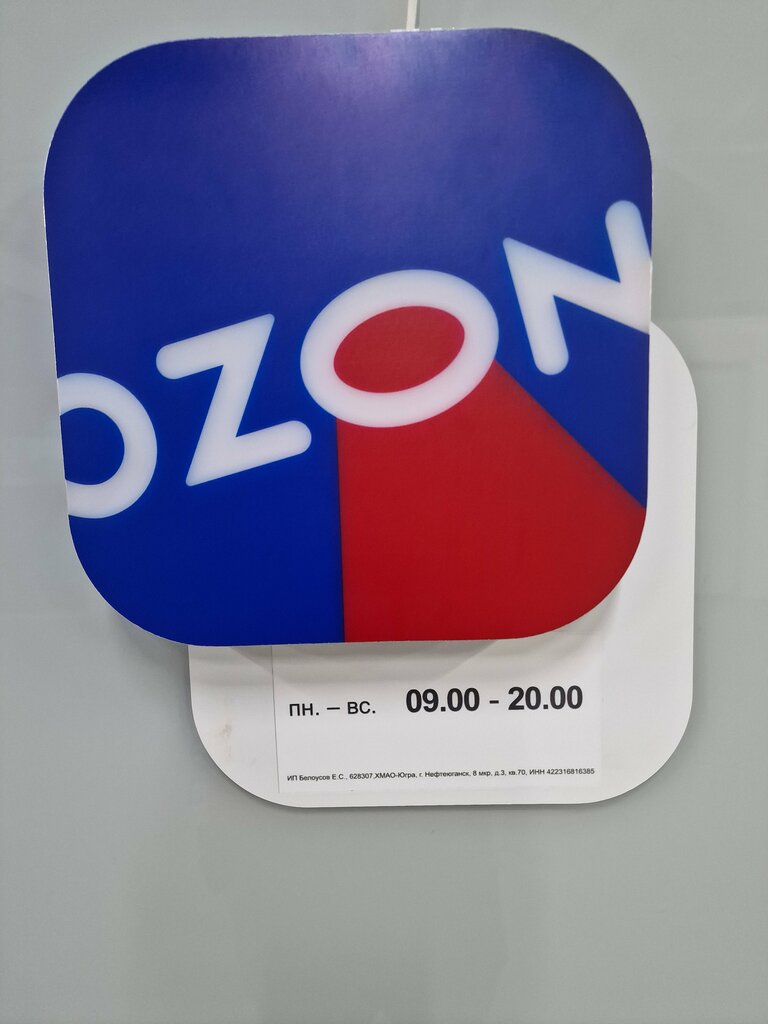 OZON
ПН. – ВС. 09.00 - 20.00
ИП Белоусов Е.С., 628307,ХМАО-Югра, г. Нефтеюганск, 8 мкр, д.3, кв.70, ИНН 422316816385